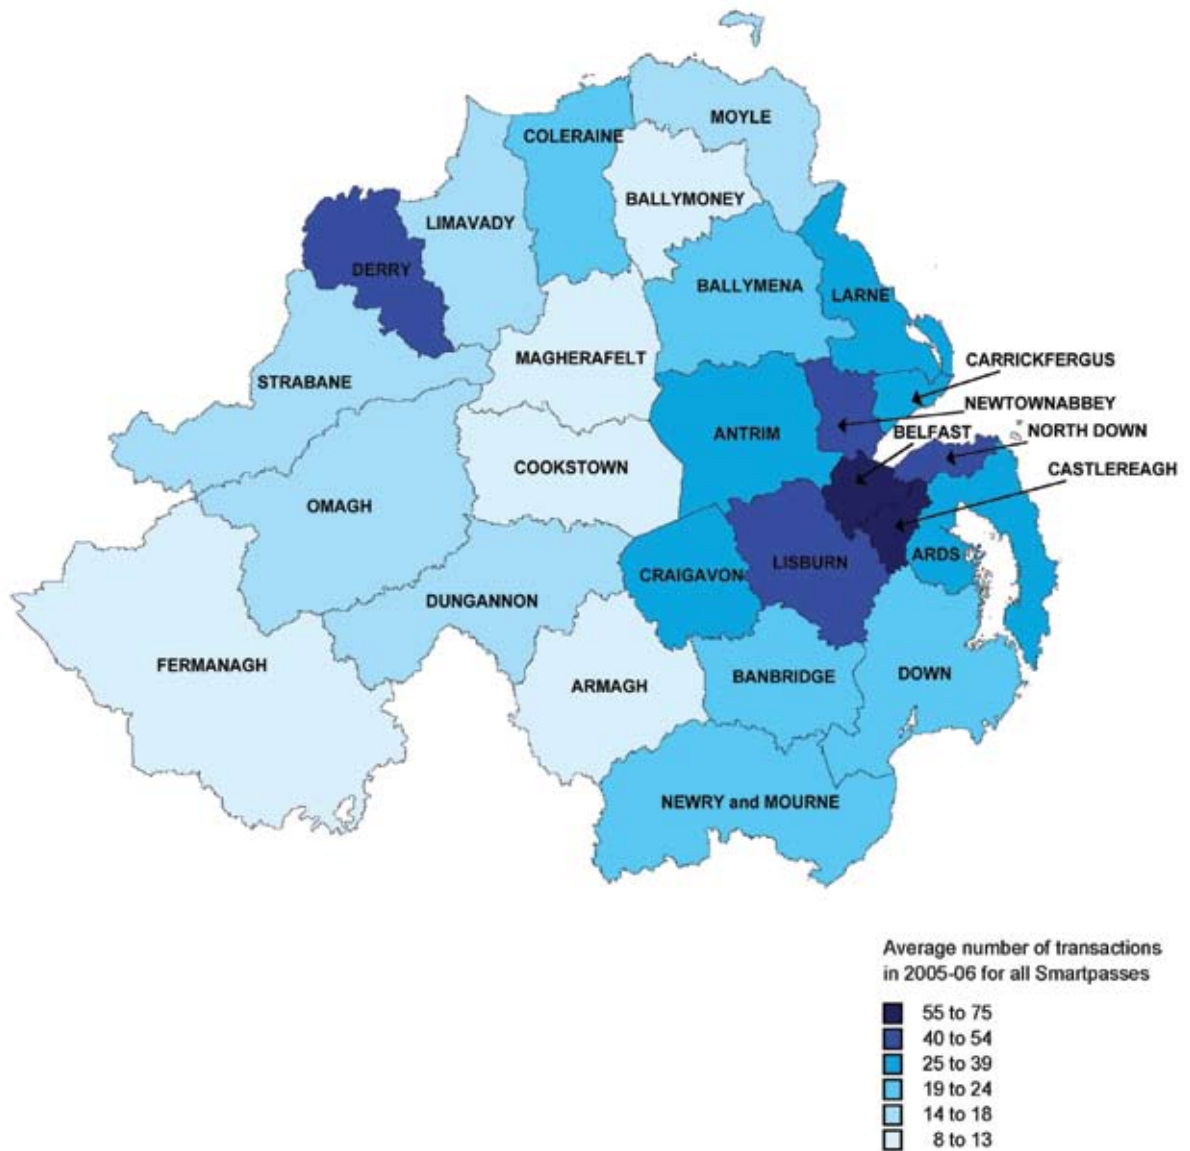 MOYLE
COLERAINE
BALLYMONEY
LIMAVADY
DERRY
BALLYMENA
LARNE
MAGHERAFELT
CARRICKFERGUS
STRABANE
NEWTOWNABBEY
BELFAST
NORTH DOWN
ANTRIM
COOKSTOWN
CASTLEREAGH
OMAGH
ARDS
LISBURN
CRAIGAVON
DUNGANNON
FERMANAGH
DOWN
BANBRIDGE
ARMAGH
NEWRY and MOURNE
Average number of transactions
in 2005-06 for all Smartpasses
55 to 75
40 to 54
25 to 39
19 to 24
14 to 18
8 to 13